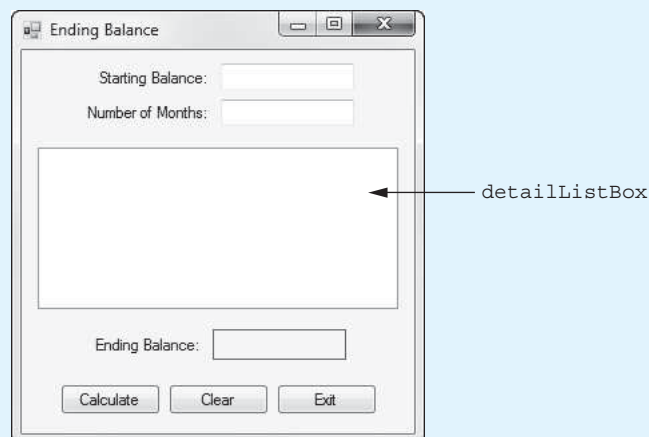 Ending Balance
Starting Balance:
Number of Months:
detailListBox
Ending Balance:
Calculate Clear Exit